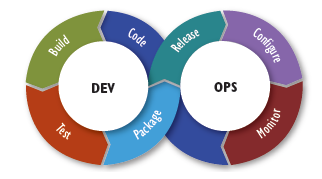 Build
Code
Release
Configure
DEV
OPS
Test
Package
Monitor